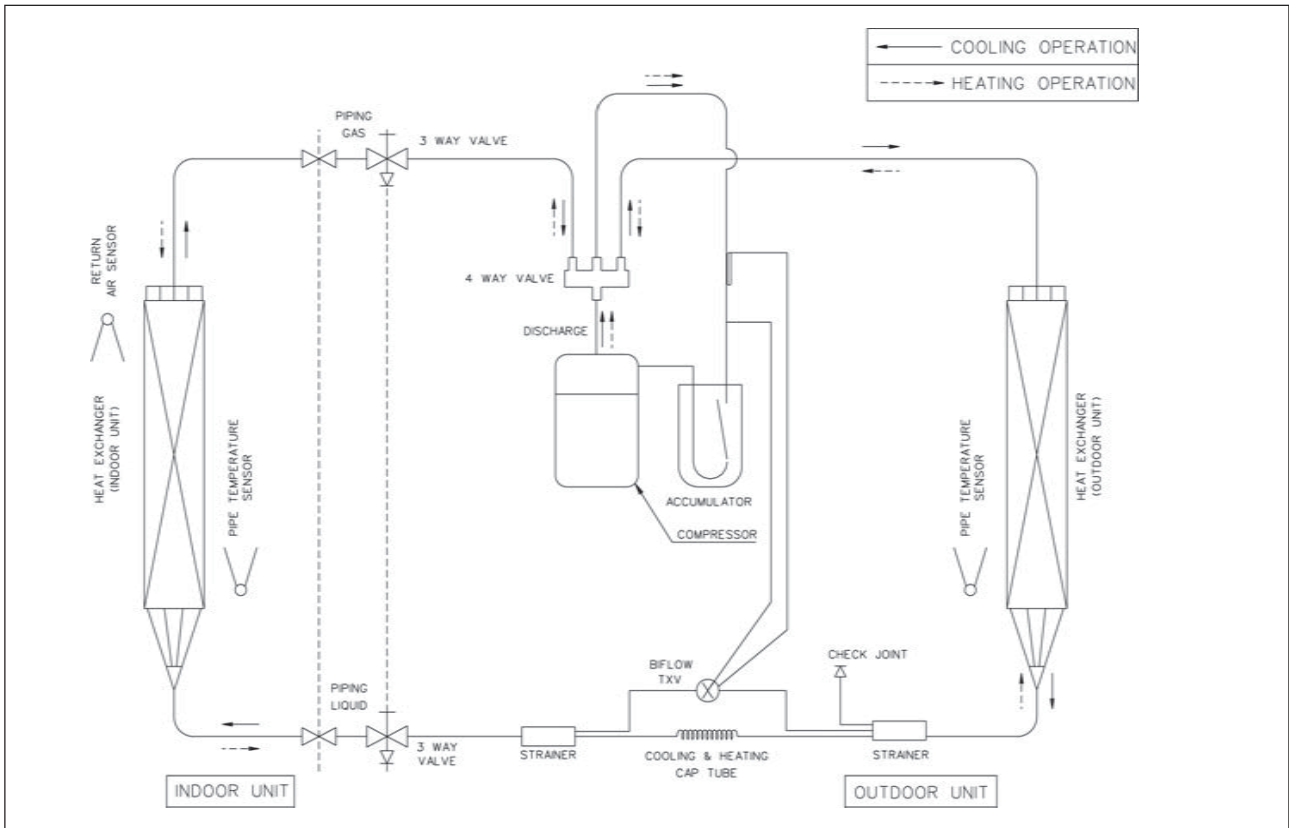 COOLING OPERATION
HEATING OPERATION
PIPING
GAS
3 WAY VALVE
RETURN
AIR SENSOR
4 WAY VALVE
DISCHARGE
HEAT EXCHANGER
(INDOOR UNIT)
PIPE TEMPERATURE
SENSOR
ACCUMULATOR
COMPRESSOR
PIPE TEMPERATURE
SENSOR
HEAT EXCHANGER
(OUTDOOR UNIT)
PIPING
LIQUID
3 WAY
VALVE
STRAINER
BIFLOW
TXV
COOLING & HEATING
CAP TUBE
CHECK JOINT
STRAINER
INDOOR UNIT
OUTDOOR UNIT